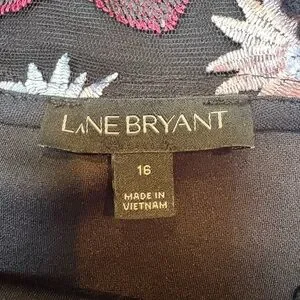 LANE BRYANT
16
MADE IN
VIETNAM